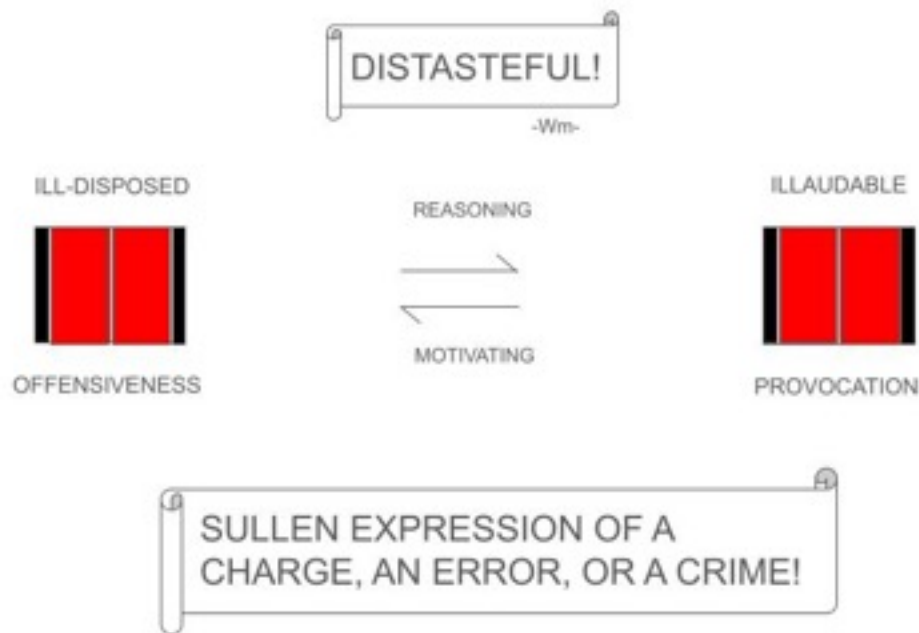 DISTASTEFUL!
-Wm-
ILL-DISPOSED
ILLAUDABLE
REASONING
MOTIVATING
OFFENSIVENESS
PROVOCATION
SULLEN EXPRESSION OF A
CHARGE, AN ERROR, OR A CRIME!